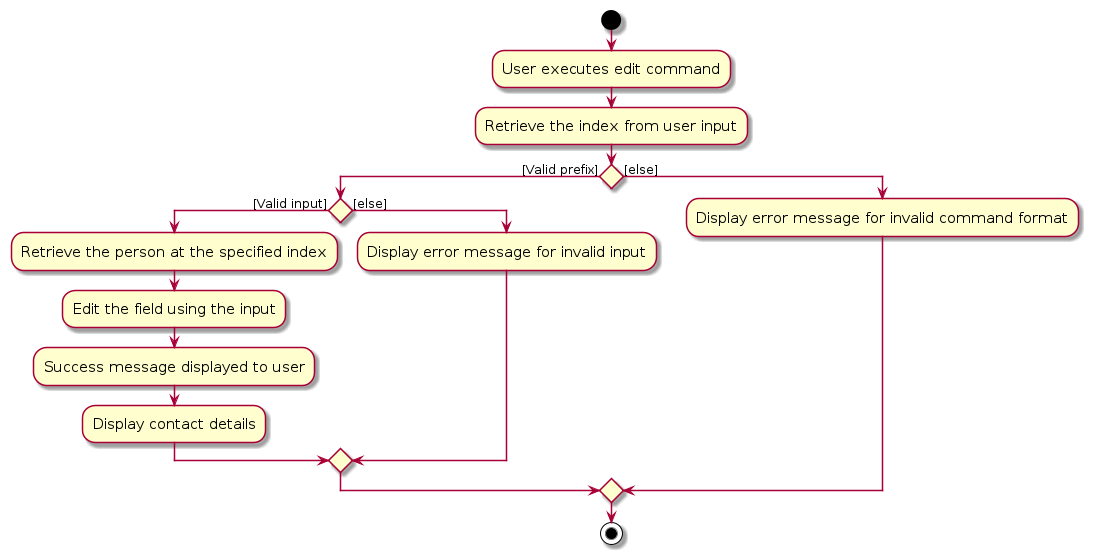 User executes edit command
Retrieve the index from user input
[Valid prefix]
[else]
[Valid input]
[else]
Display error message for invalid command format
Retrieve the person at the specified index
Display error message for invalid input
Edit the field using the input
Success message displayed to user
Display contact details